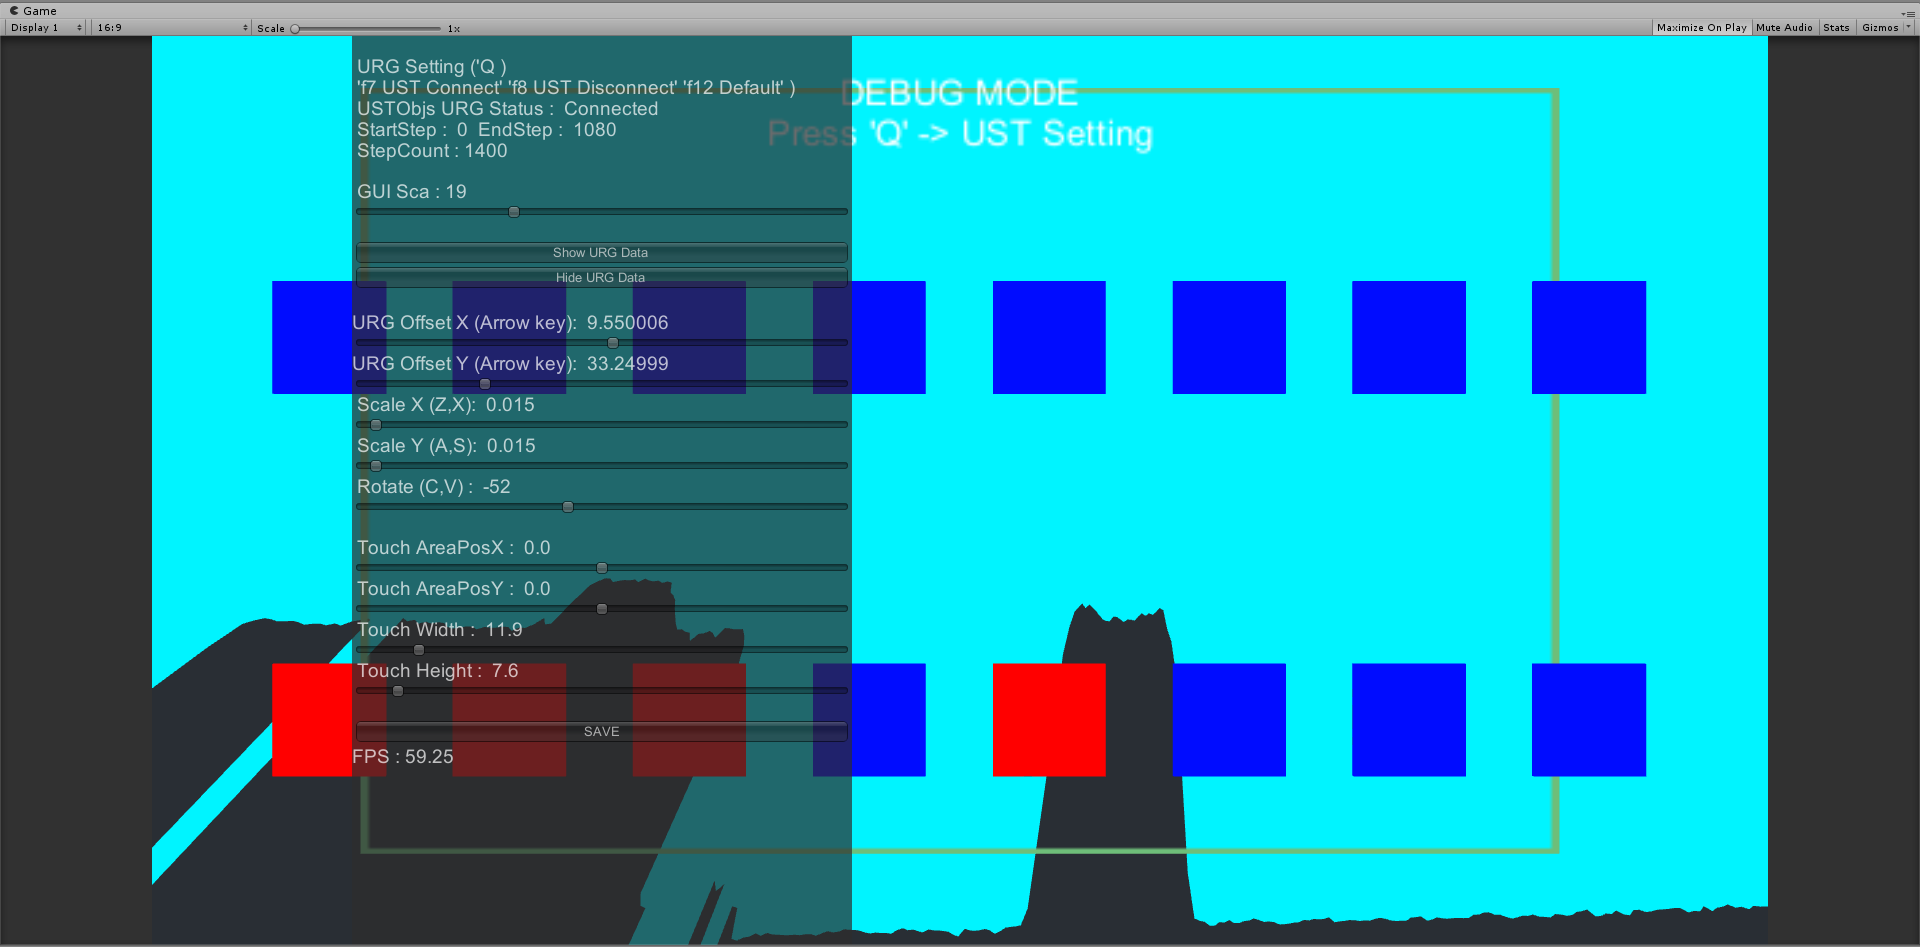 Game
Display 1 16:9 Scale 1x Maximize On Play Mute Audio Stats Gizmos
URG Setting ('Q )
'f7 UST Connect' 'f8 UST Disconnect' 'f12 Default' )
USTObjs URG Status : Connected
StartStep : 0 EndStep : 1080
StepCount : 1400
DEBUG MODE
Press 'Q' -> UST Setting
GUI Sca : 19
Show URG Data
Hide URG Data
URG Offset X (Arrow key): 9.550006
URG Offset Y (Arrow key): 33.24999
Scale X (Z,X): 0.015
Scale Y (A,S): 0.015
Rotate (C,V) : -52
Touch AreaPosX : 0.0
Touch AreaPosY : 0.0
Touch Width : 11.9
Touch Height : 7.6
SAVE
FPS : 59.25